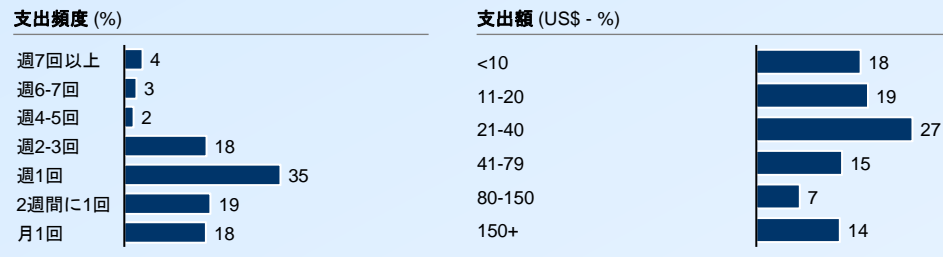 支出頻度 (%)
週7回以上 4
週6-7回 3
週4-5回 2
週2-3回 18
週1回 35
2週間に1回 19
月1回 18
支出額 (US$ - %)
<10 18
11-20 19
21-40 27
41-79 15
80-150 7
150+ 14